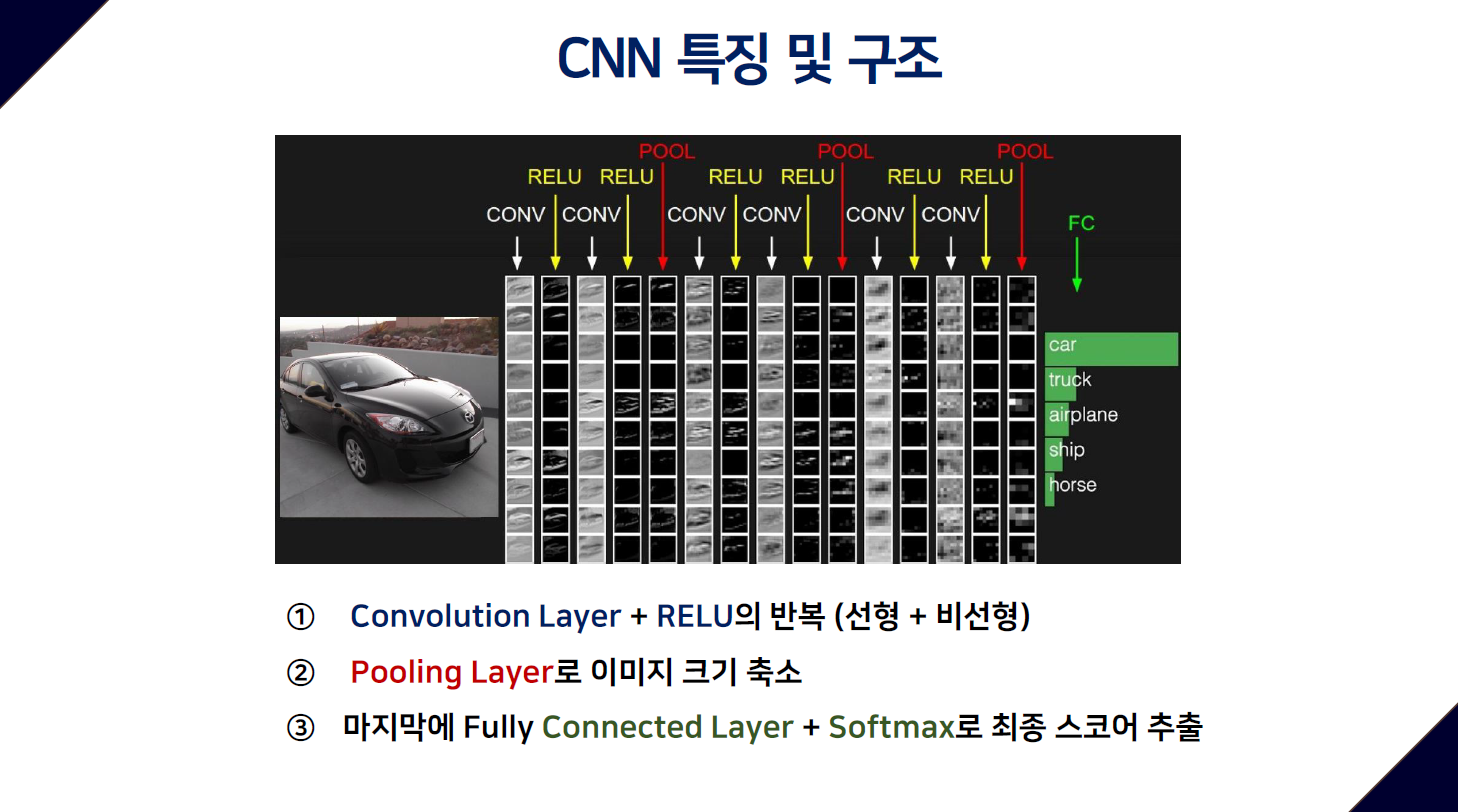 CNN 특징 및 구조
POOL POOL POOL
RELU RELU RELU RELU RELU RELU
CONV CONV CONV CONV CONV CONV
FC
car
truck
airplane
ship
horse
① Convolution Layer + RELU의 반복 (선형 + 비선형)
② Pooling Layer로 이미지 크기 축소
③ 마지막에 Fully Connected Layer + Softmax로 최종 스코어 추출